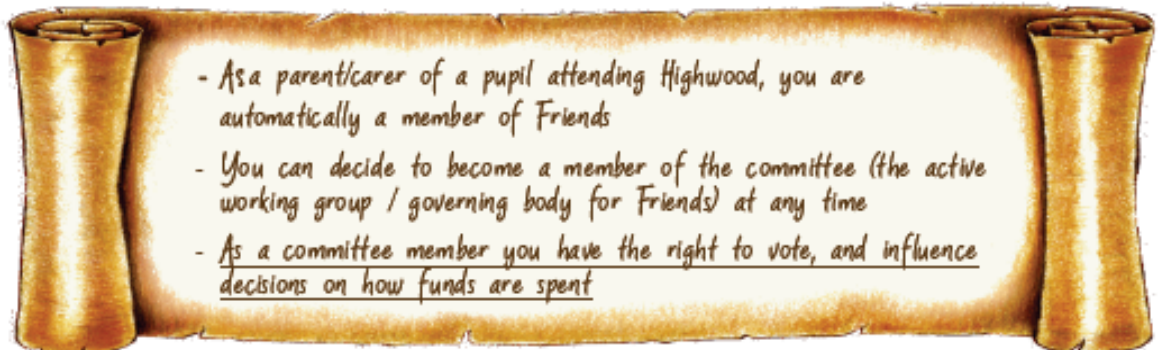 - As a parent/carer of a pupil attending Highwood, you are
automatically a member of Friends
- You can decide to become a member of the committee (the active
working group / governing body for Friends) at any time
- As a committee member you have the right to vote, and influence
decisions on how funds are spent